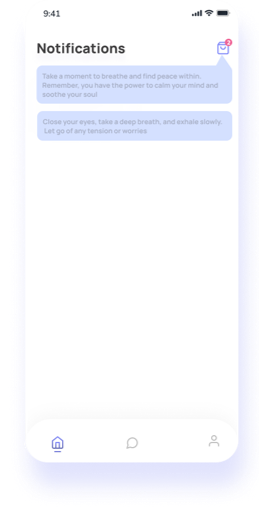 9:41
Notifications
2
Take a moment to breathe and find peace within.
Remember, you have the power to calm your mind and
soothe your soul
Close your eyes, take a deep breath, and exhale slowly.
Let go of any tension or worries